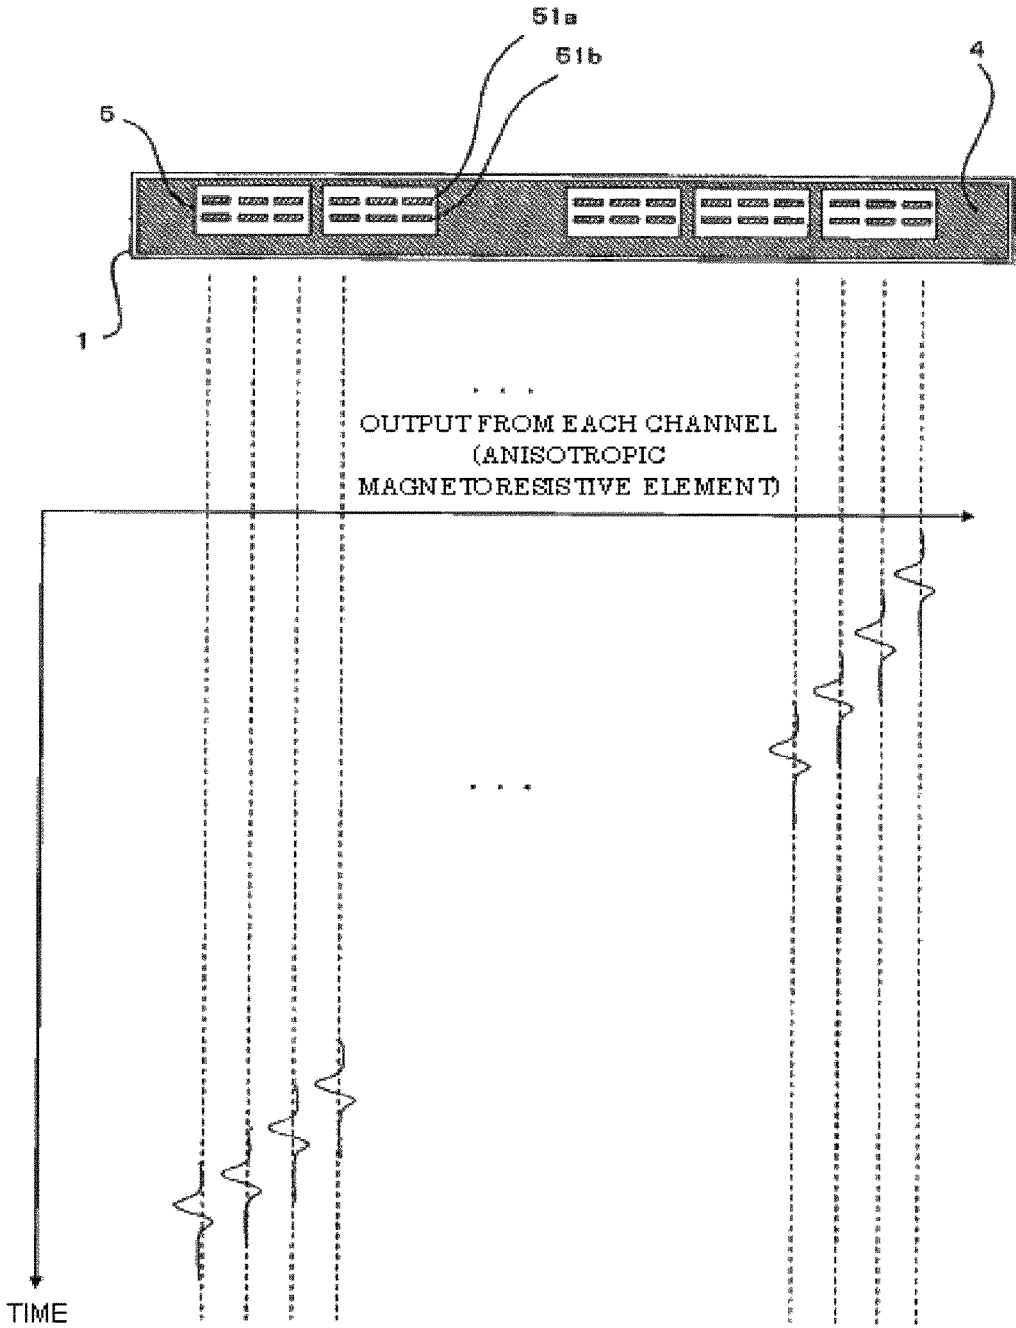 51a
51b
4
5
1
. . .
OUTPUT FROM EACH CHANNEL
(ANISOTROPIC
MAGNETORESISTIVE ELEMENT)
. . .
TIME